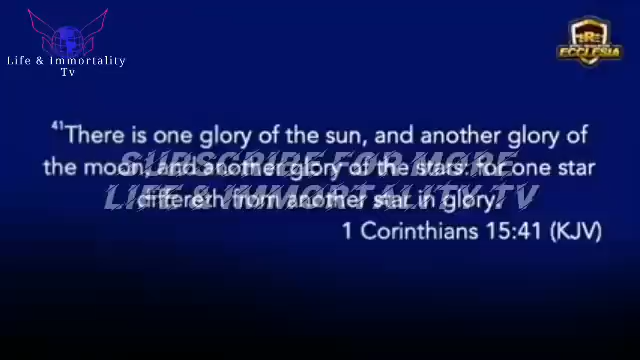 Life & Immortality
Tv
ECCLESIA
⁴¹There is one glory of the sun, and another glory of
the moon, and another glory of the stars: for one star
differeth from another star in glory.
SUBSCRIBE FOR MORE
LIFE & IMMORTALITY TV
1 Corinthians 15:41 (KJV)